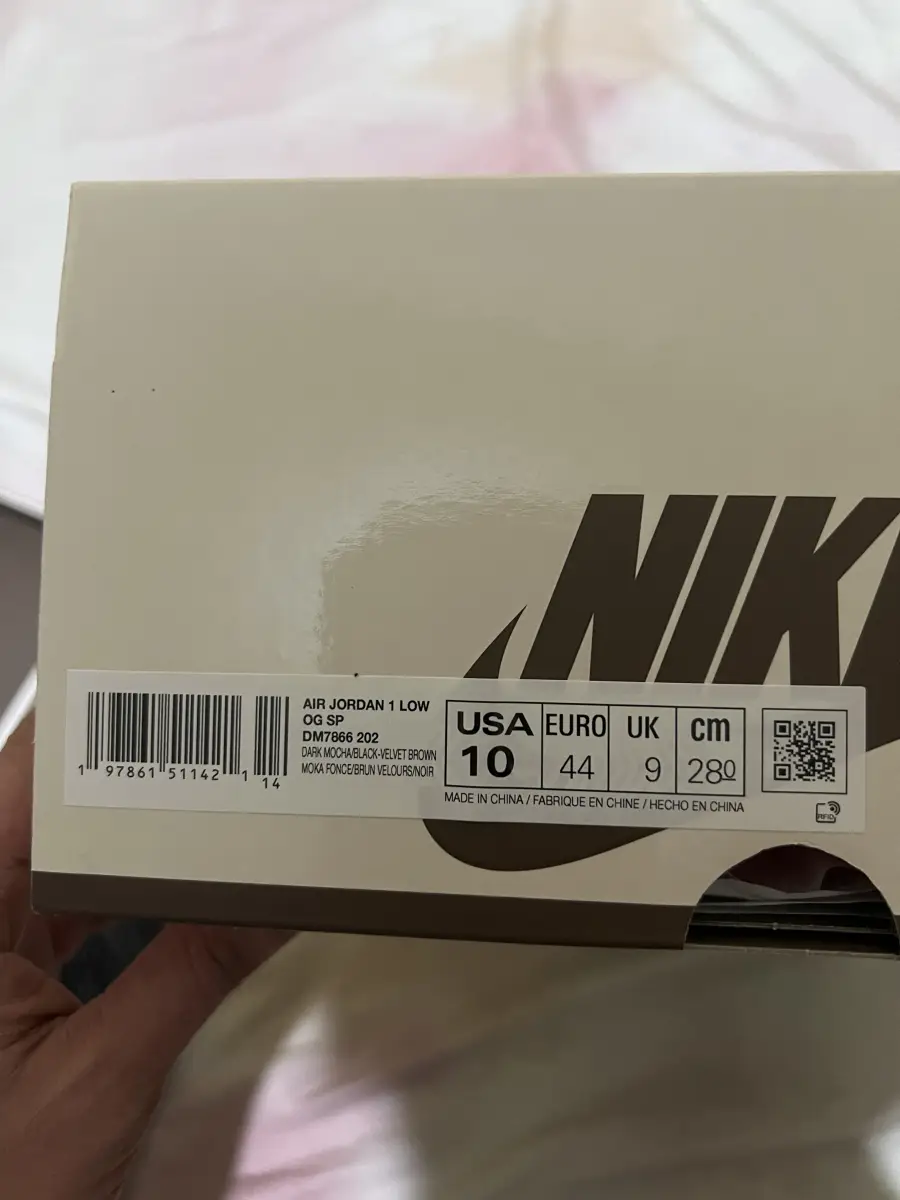 NIK
AIR JORDAN 1 LOW
OG SP
DM7866 202
DARK MOCHA/BLACK-VELVET BROWN
MOKA FONCE/BRUN VELOURS/NOIR
1 97861 51142 1
14
USA EURO UK cm
10 44 9 280
MADE IN CHINA / FABRIQUE EN CHINE / HECHO EN CHINA
RFID